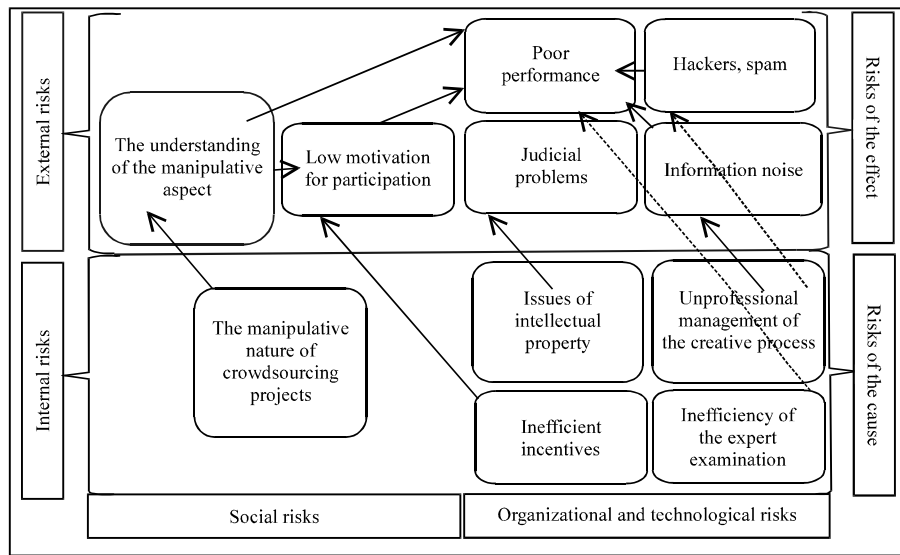 External risks
The understanding
of the manipulative
aspect
Low motivation
for participation
Poor
performance
Hackers, spam
Judicial
problems
Information noise
Risks of the effect
Internal risks
The manipulative
nature of
crowdsourcing
projects
Issues of
intellectual
property
Unprofessional
management of
the creative process
Inefficient
incentives
Inefficiency of
the expert
examination
Risks of the cause
Social risks
Organizational and technological risks